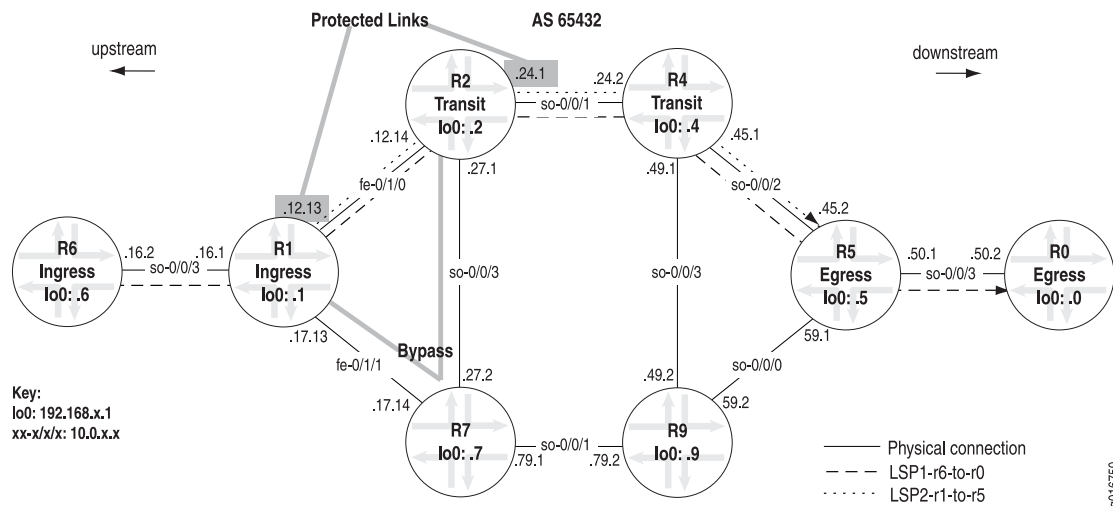 Protected Links
AS 65432
upstream
downstream
R2
Transit
lo0: .2
.24.1
.24.2
so-0/0/1
R4
Transit
lo0: .4
.12.14
.27.1
.49.1
.45.1
fe-0/1/0
so-0/0/2
.12.13
.45.2
R6
Ingress
lo0: .6
.16.2
so-0/0/3
.16.1
R1
Ingress
lo0: .1
so-0/0/3
so-0/0/3
R5
Egress
lo0: .5
.50.1
so-0/0/3
.50.2
R0
Egress
lo0: .0
.17.13
59.1
fe-0/1/1
Bypass
so-0/0/0
.27.2
.49.2
59.2
.17.14
Key:
lo0: 192.168.x.1
xx-x/x/x: 10.0.x.x
R7
lo0: .7
.79.1
so-0/0/1
.79.2
R9
lo0: .9
Physical connection
LSP1-r6-to-r0
LSP2-r1-to-r5